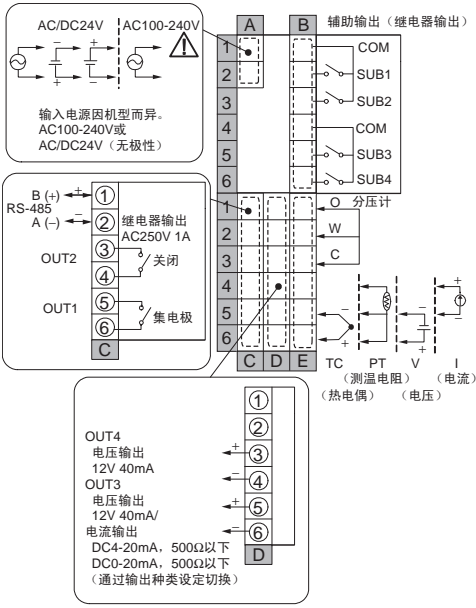 AC/DC24V AC100-240V
输入电源因机型而异。
AC100-240V或
AC/DC24V（无极性）
A B
辅助输出（继电器输出）
1 COM
2 SUB1
3 SUB2
4 COM
5 SUB3
6 SUB4
1 O 分压计
2 W
3 C
4
5
6
C D E
TC PT V I
（测温电阻） （电流）
（热电偶） （电压）
B (+) + ①
RS-485
A (–) – ②
继电器输出
AC250V 1A
OUT2 ③ 关闭
④
OUT1 ⑤ 集电极
⑥
C
①
②
OUT4
电压输出 + ③
12V 40mA
OUT3 – ④
电压输出 + ⑤
12V 40mA/
电流输出 – ⑥
DC4-20mA，500Ω以下
DC0-20mA，500Ω以下
（通过输出种类设定切换）
D